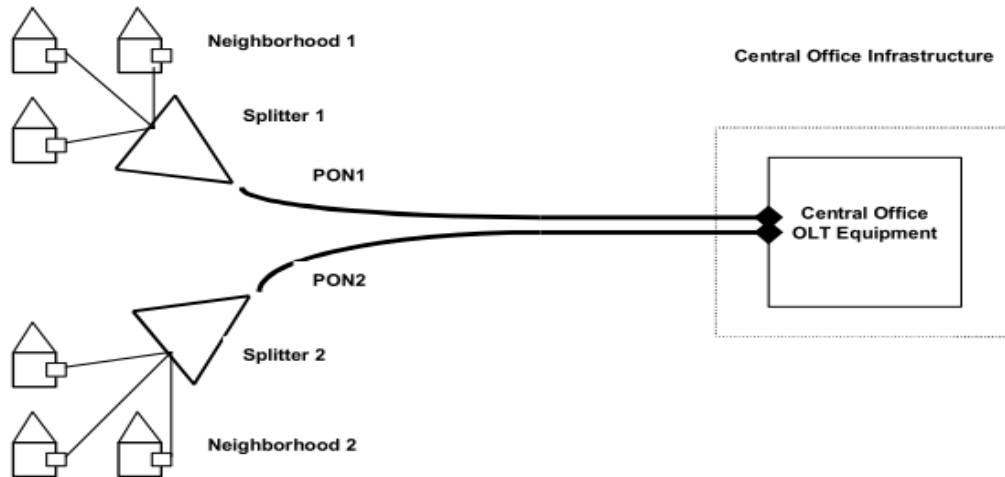 Neighborhood 1
Central Office Infrastructure
Splitter 1
PON1
Central Office
OLT Equipment
PON2
Splitter 2
Neighborhood 2